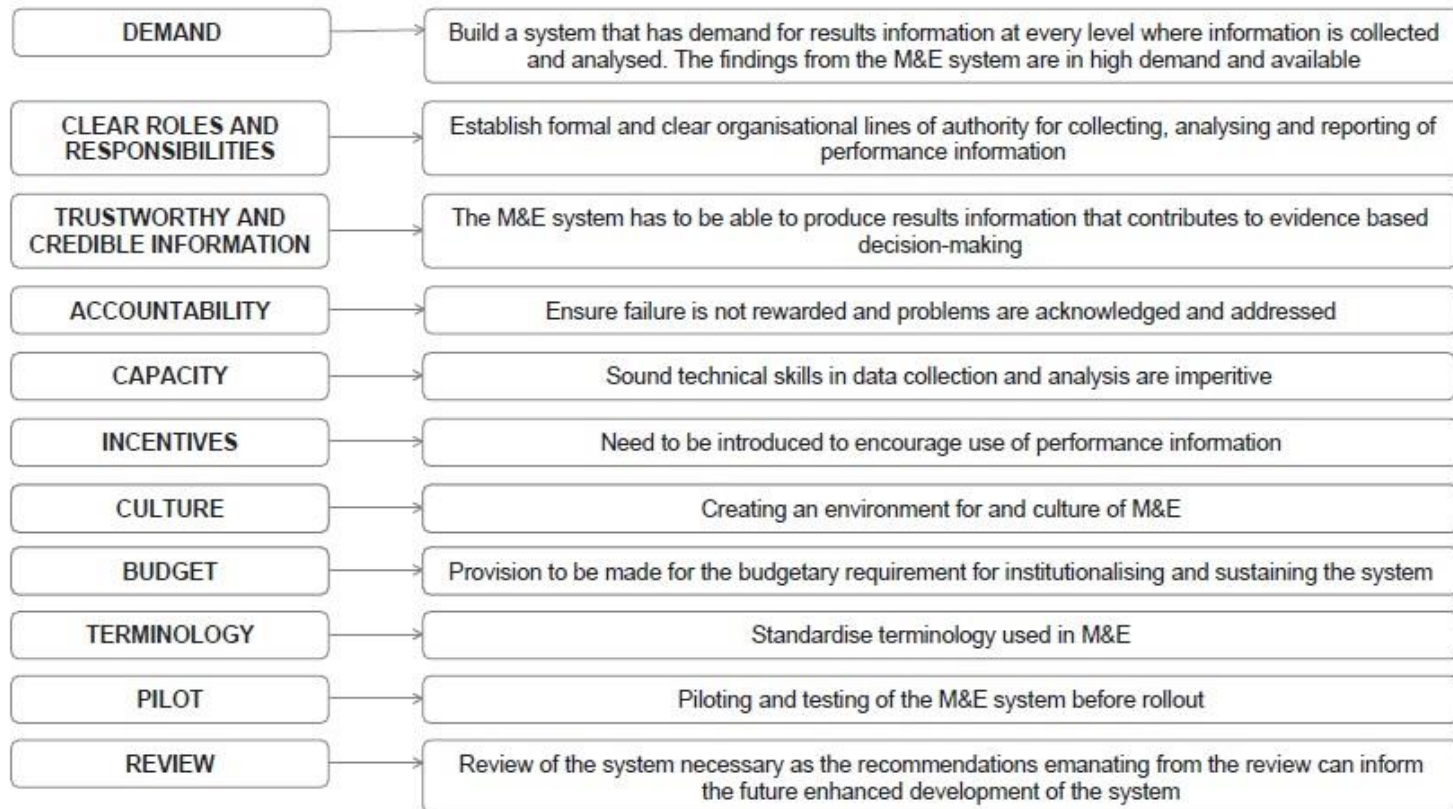 DEMAND
Build a system that has demand for results information at every level where information is collected
and analysed. The findings from the M&E system are in high demand and available
CLEAR ROLES AND
RESPONSIBILITIES
Establish formal and clear organisational lines of authority for collecting, analysing and reporting of
performance information
TRUSTWORTHY AND
CREDIBLE INFORMATION
The M&E system has to be able to produce results information that contributes to evidence based
decision-making
ACCOUNTABILITY
Ensure failure is not rewarded and problems are acknowledged and addressed
CAPACITY
Sound technical skills in data collection and analysis are imperitive
INCENTIVES
Need to be introduced to encourage use of performance information
CULTURE
Creating an environment for and culture of M&E
BUDGET
Provision to be made for the budgetary requirement for institutionalising and sustaining the system
TERMINOLOGY
Standardise terminology used in M&E
PILOT
Piloting and testing of the M&E system before rollout
REVIEW
Review of the system necessary as the recommendations emanating from the review can inform
the future enhanced development of the system